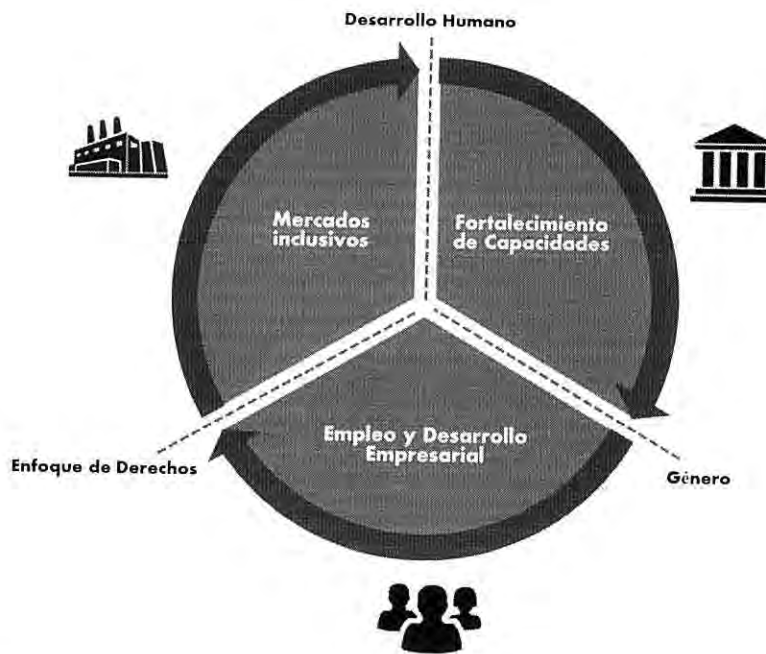 Desarrollo Humano
Mercados
inclusivos
Fortalecimiento
de Capacidades
Empleo y Desarrollo
Empresarial
Enfoque de Derechos
Género